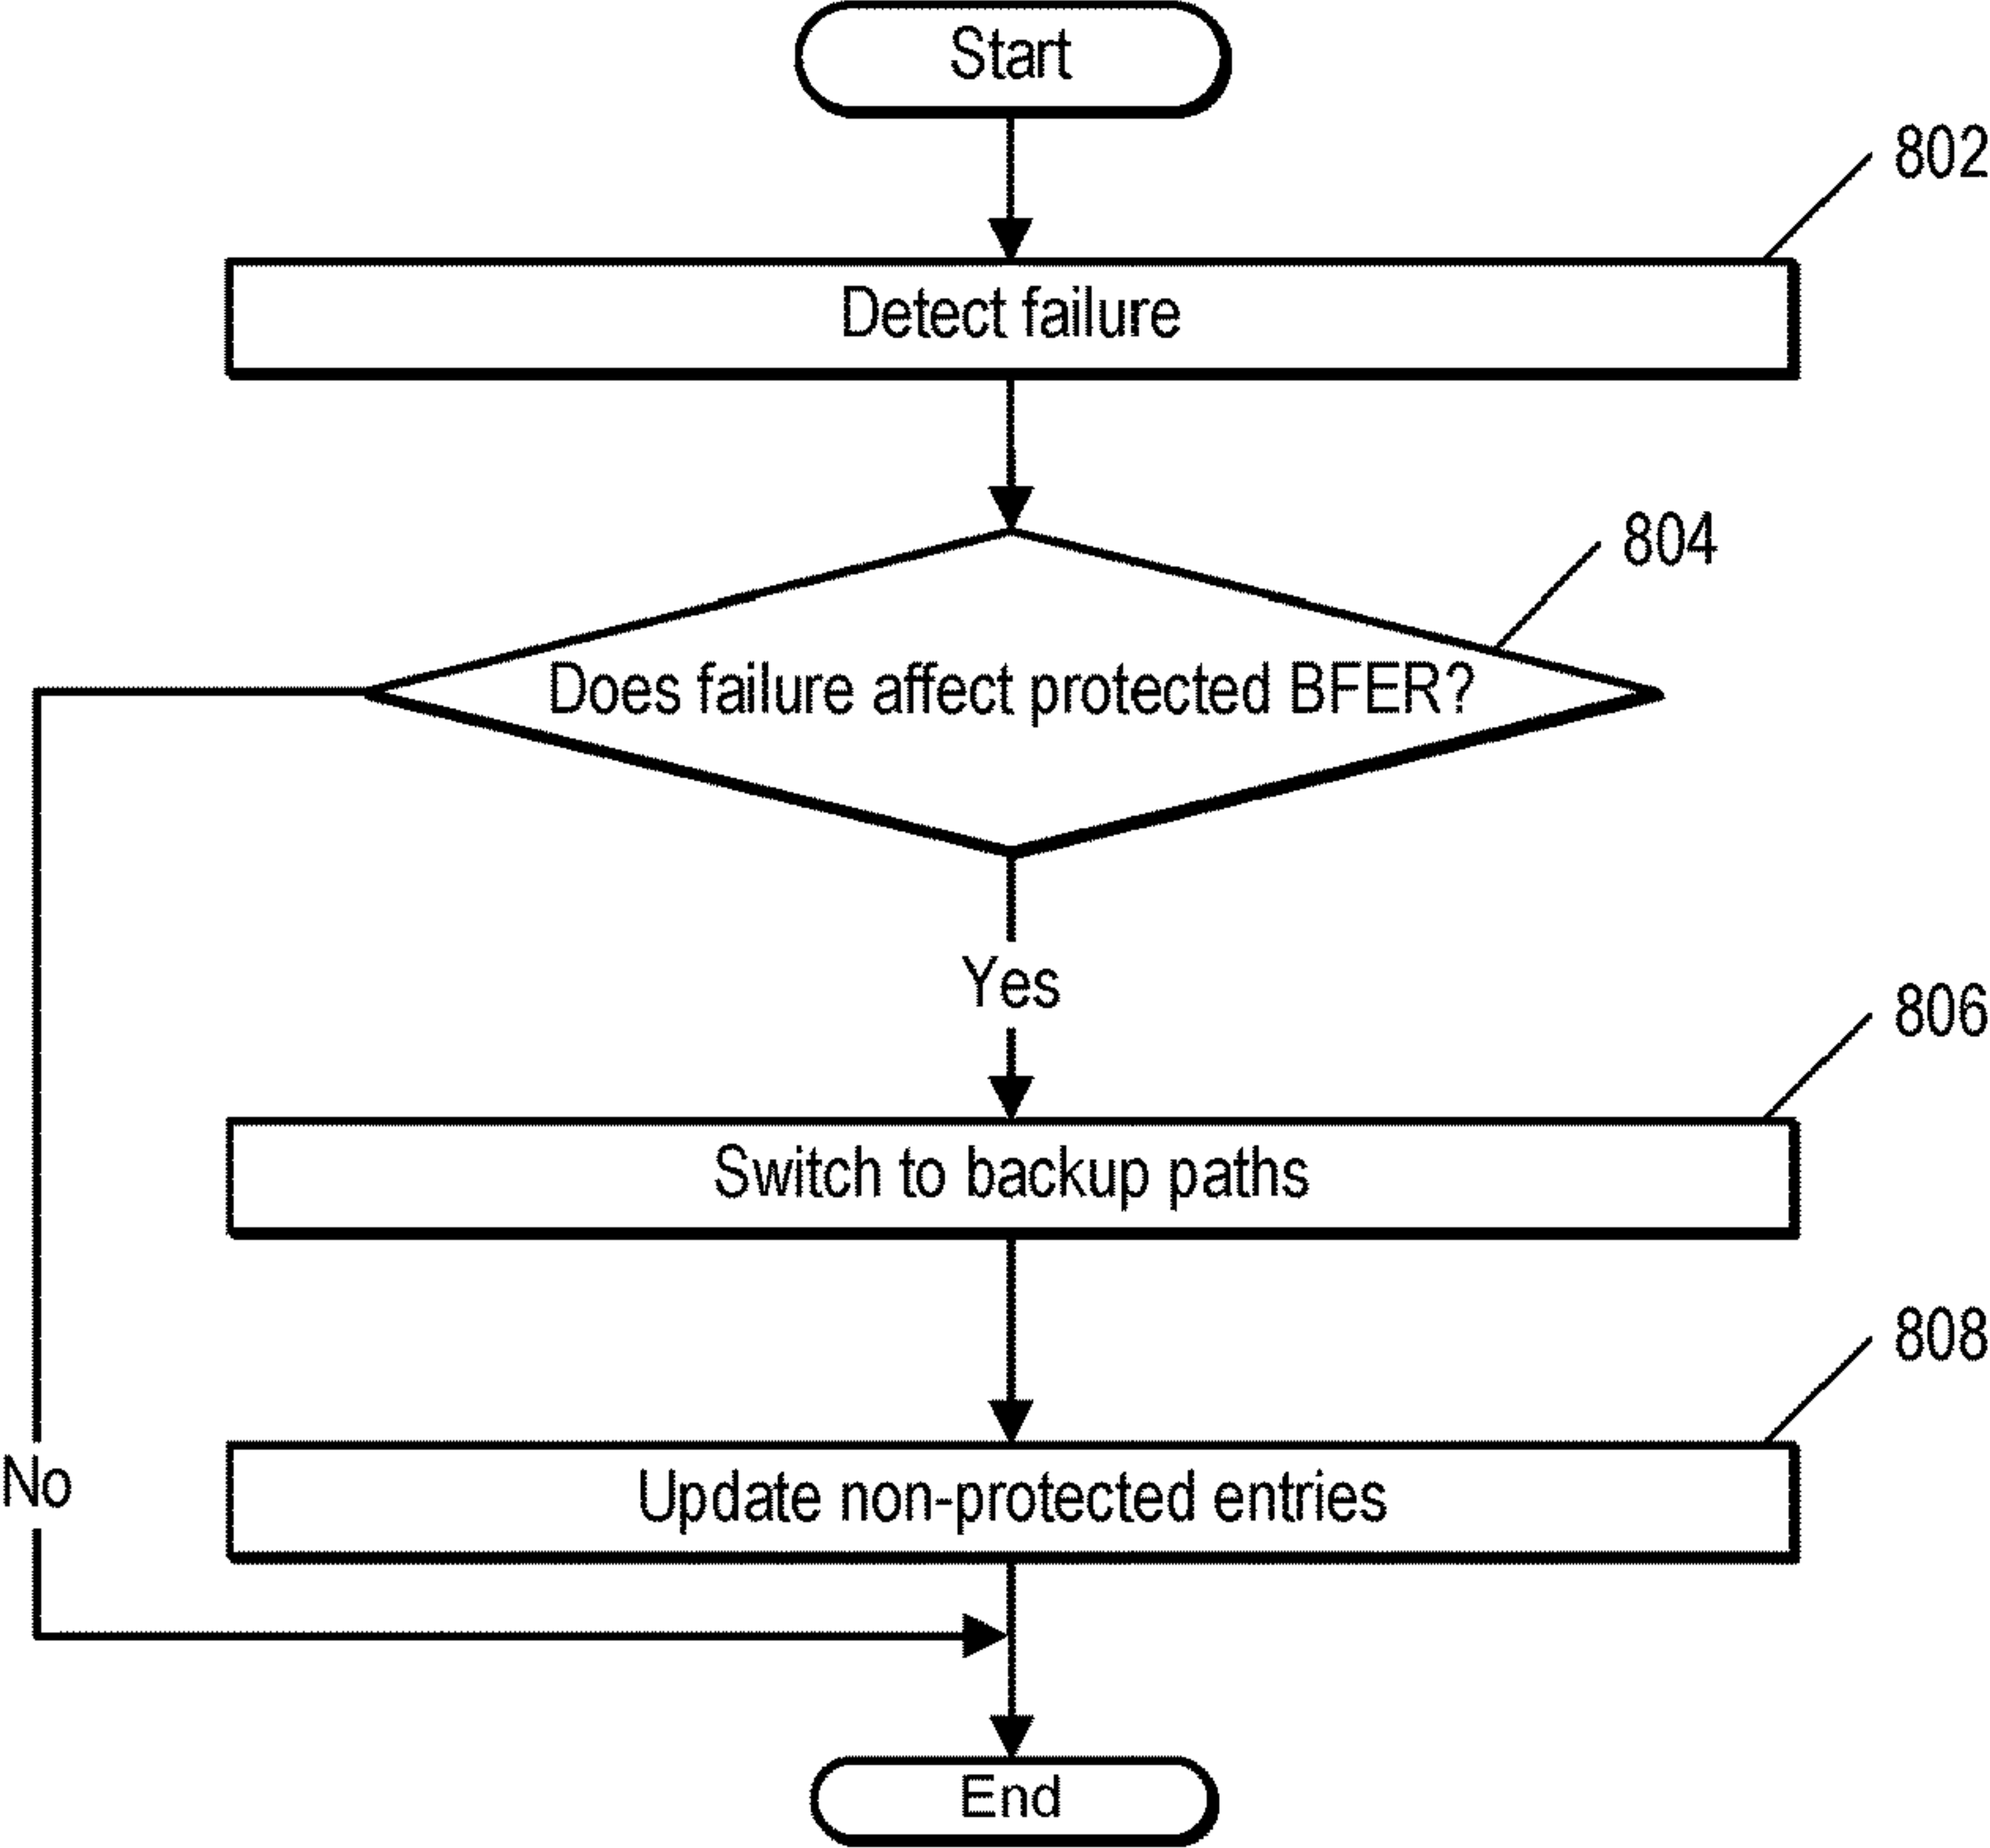 Start
802
Detect failure
804
Does failure affect protected BFER?
Yes
806
Switch to backup paths
808
Update non-protected entries
No
End